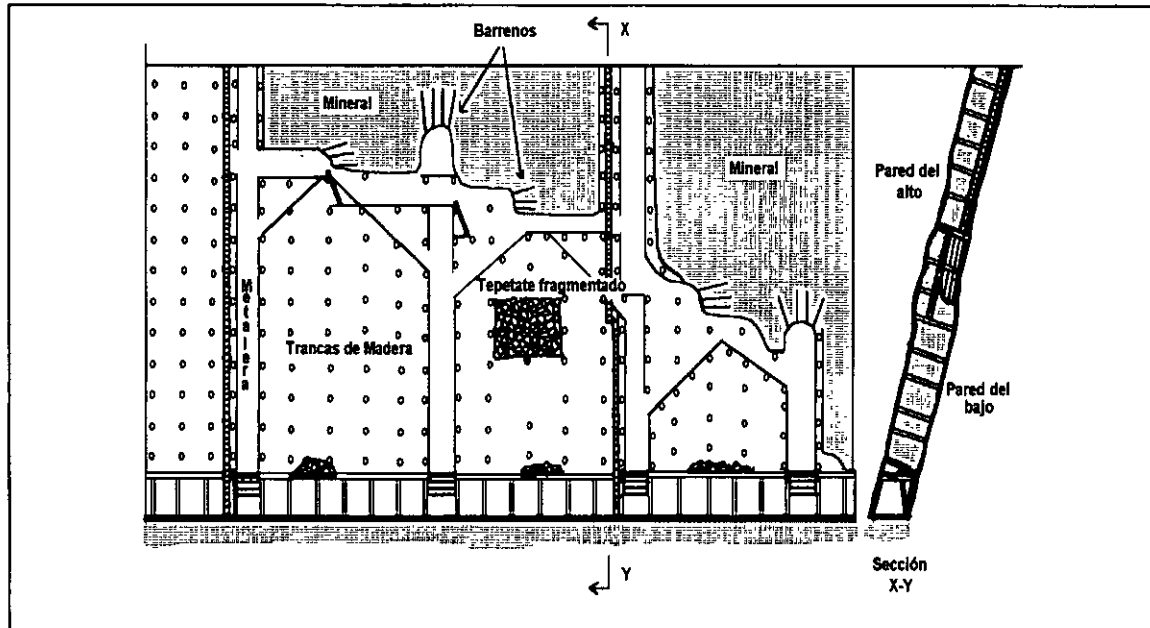 Barrenos
X
Mineral
Mineral
Pared del
alto
Metalera
Tepetate fragmentado
Trancas de Madera
Pared del
bajo
Y
Sección
X-Y